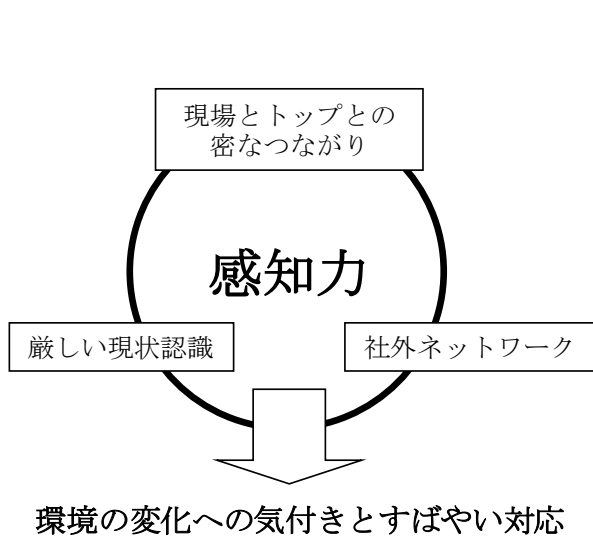 現場とトップとの
密なつながり
感知力
厳しい現状認識
社外ネットワーク
環境の変化への気付きとすばやい対応